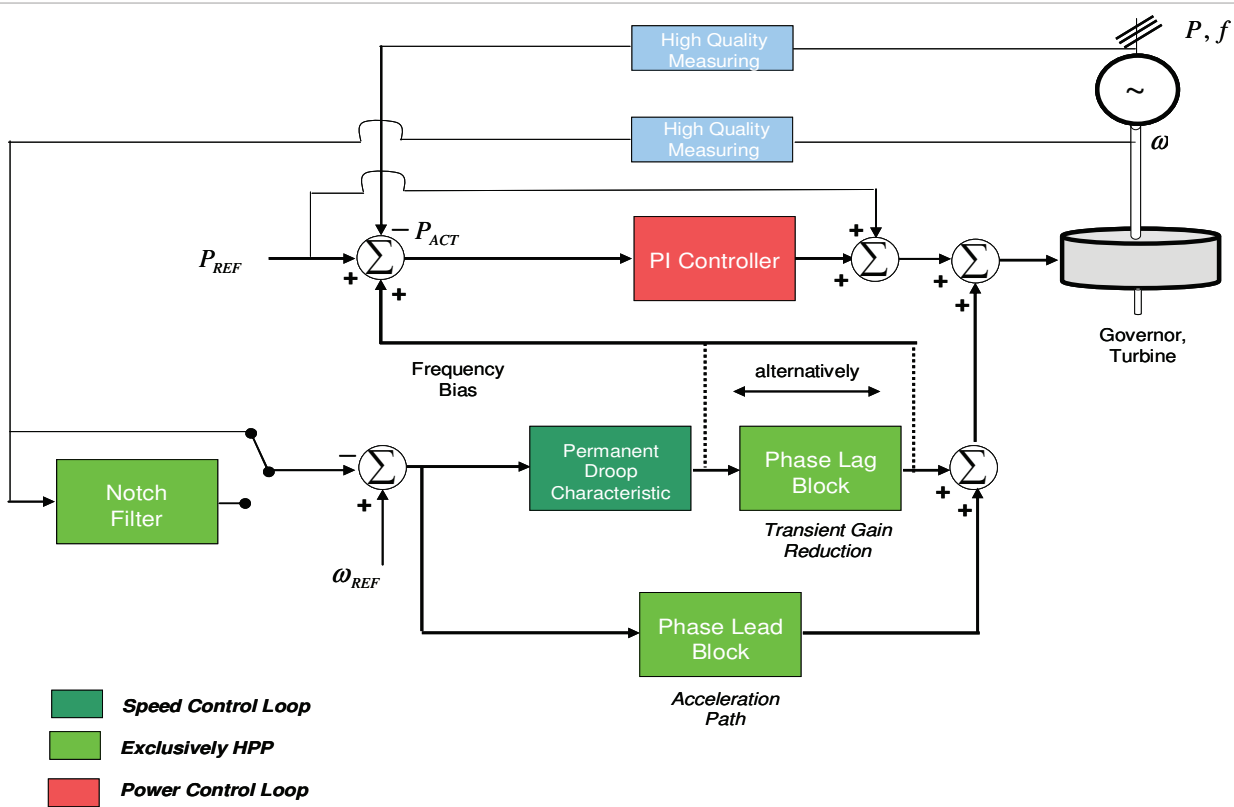 High Quality
Measuring
P, f
~
High Quality
Measuring
ω
− P_ACT
P_REF
Σ
+
+
PI Controller
+
Σ
+
+
Σ
+
Governor,
Turbine
Frequency
Bias
alternatively
Notch
Filter
−
Σ
+
ω_REF
Permanent
Droop
Characteristic
Phase Lag
Block
Transient Gain
Reduction
Σ
+
+
Phase Lead
Block
Acceleration
Path
Speed Control Loop
Exclusively HPP
Power Control Loop